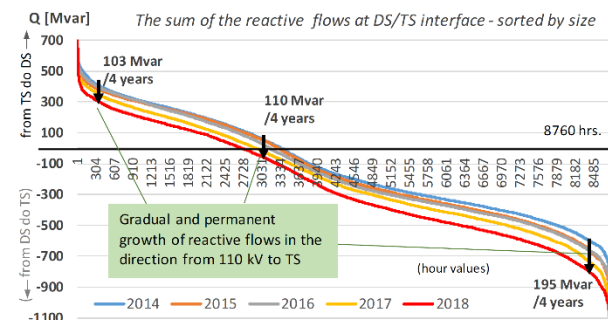 Q [Mvar]
The sum of the reactive flows at DS/TS interface - sorted by size
from TS do DS →
(← from DS do TS)
700
500
300
100
-100
-300
-500
-700
-900
-1100
103 Mvar
/4 years
110 Mvar
/4 years
8760 hrs.
1 304 607 910 1213 1516 1819 2122 2425 2728 3031 3334 3637 3940 4243 4546 4849 5152 5455 5758 6061 6364 6667 6970 7273 7576 7879 8182 8485
Gradual and permanent
growth of reactive flows in the
direction from 110 kV to TS
(hour values)
195 Mvar
/4 years
2014 2015 2016 2017 2018